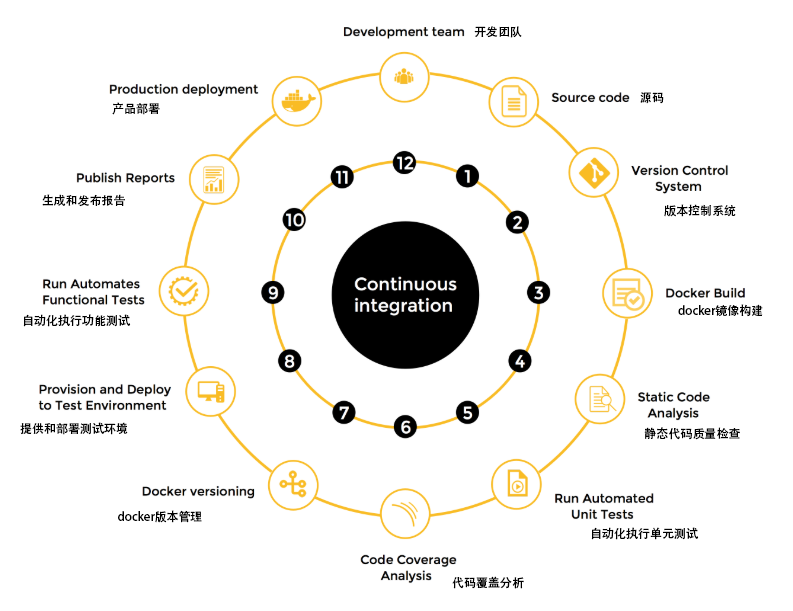 Development team 开发团队
Source code 源码
Version Control
System
版本控制系统
Docker Build
docker镜像构建
Static Code
Analysis
静态代码质量检查
Run Automated
Unit Tests
自动化执行单元测试
Code Coverage
Analysis 代码覆盖分析
Docker versioning
docker版本管理
Provision and Deploy
to Test Environment
提供和部署测试环境
Run Automates
Functional Tests
自动化执行功能测试
Publish Reports
生成和发布报告
Production deployment
产品部署
12
1
2
3
4
5
6
7
8
9
10
11
Continuous
integration